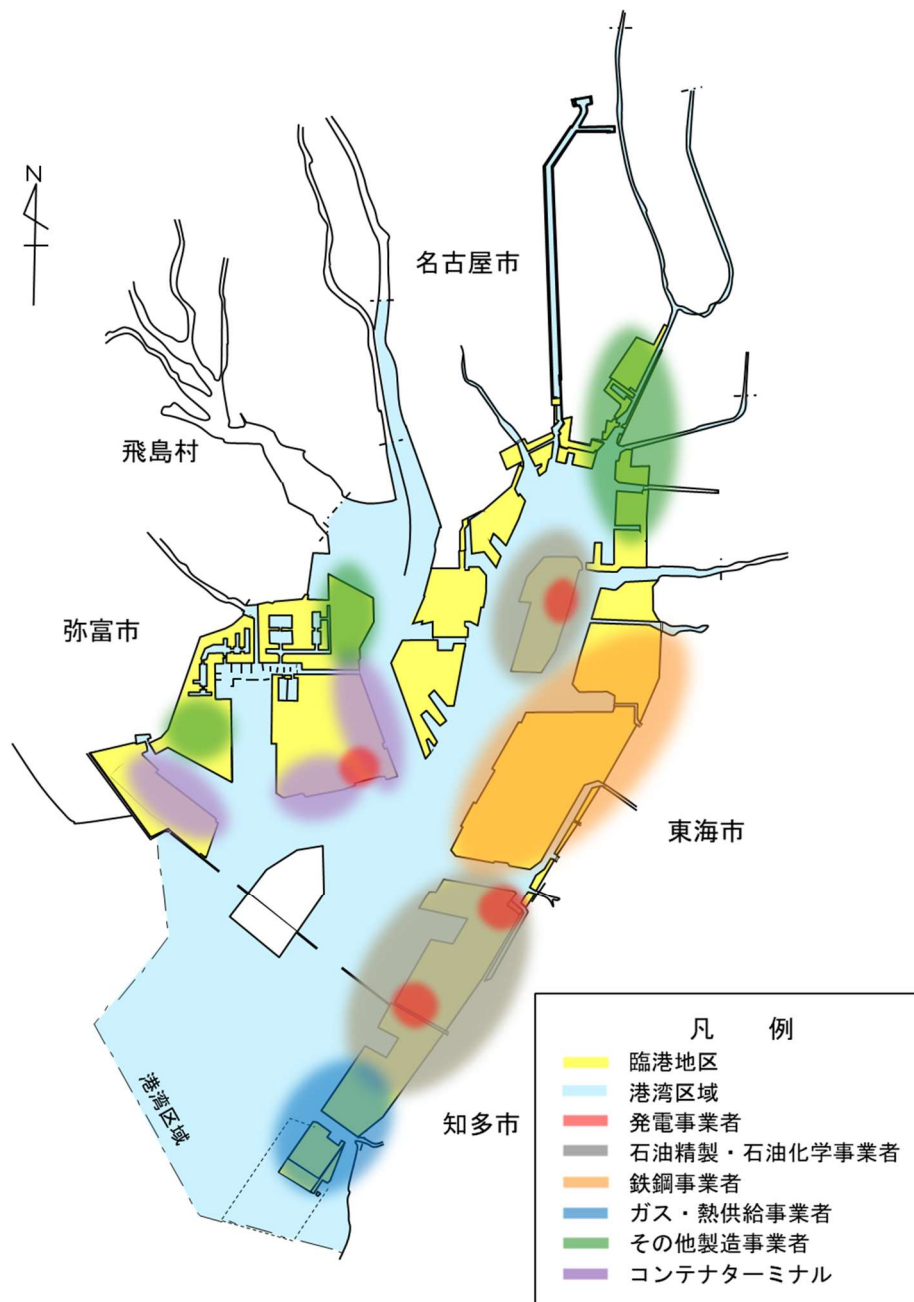 N
名古屋市
飛島村
弥富市
東海市
知多市
港湾区域
凡 例
臨港地区
港湾区域
発電事業者
石油精製・石油化学事業者
鉄鋼事業者
ガス・熱供給事業者
その他製造事業者
コンテナターミナル